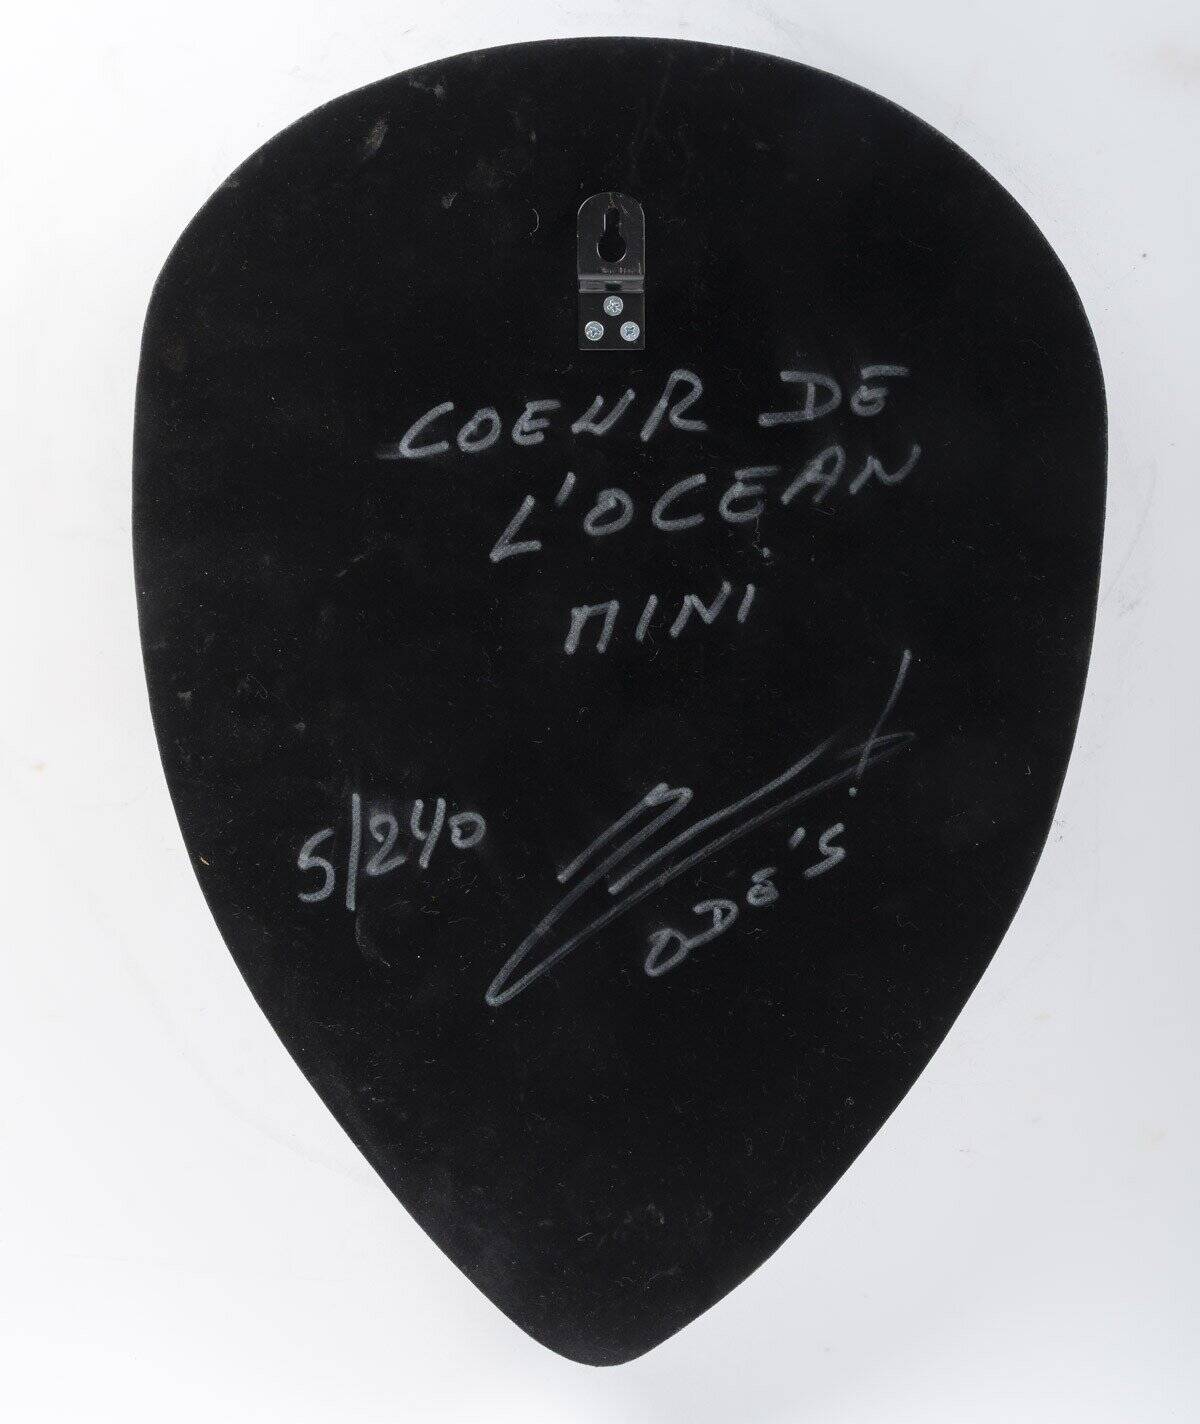 COEUR DE
L'OCEAN
MINI
5/240
ODE'S